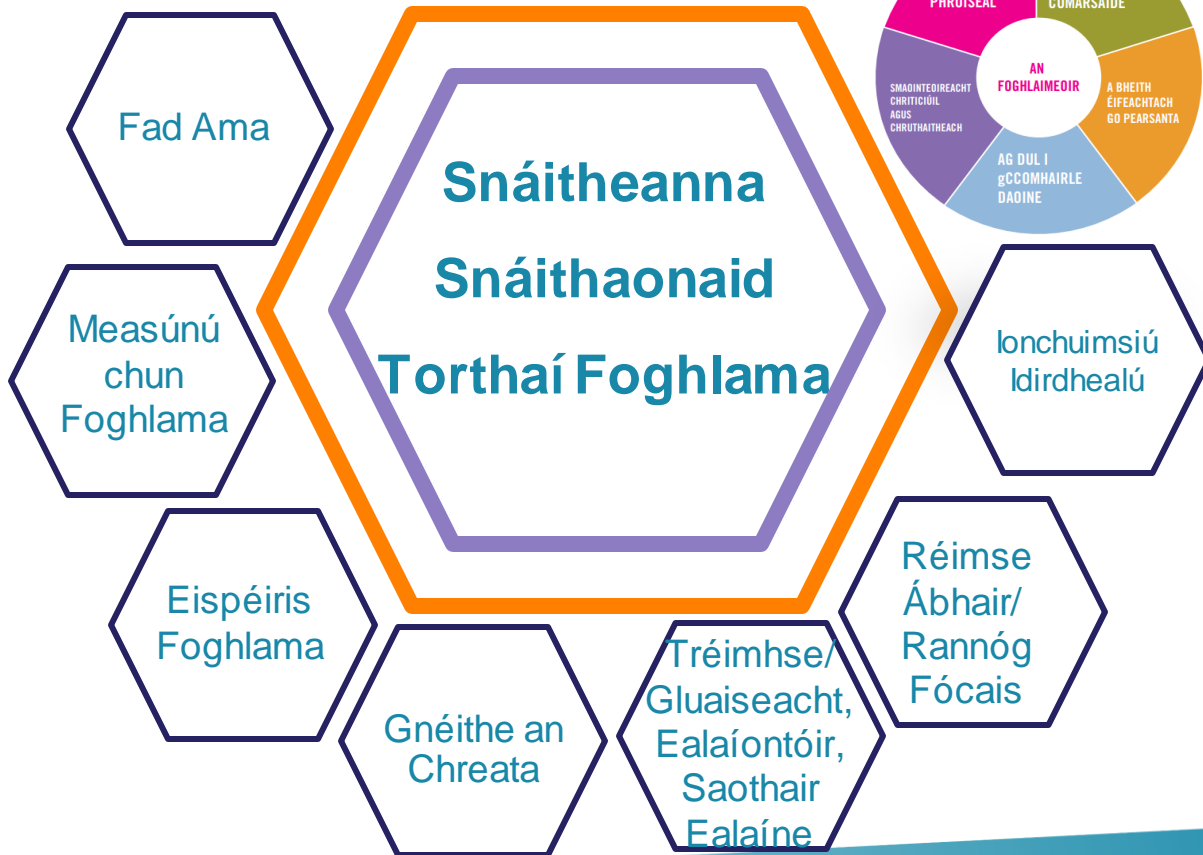 PHRÓISEÁL
CUMARSÁIDE
SMAOINTEOIREACHT
CHRITICIÚIL
AGUS
CHRUTHAITHEACH
AN
FOGHLAIMEOIR
A BHEITH
ÉIFEACHTACH
GO PEARSANTA
AG DUL I
gCCOMHAIRLE
DAOINE
Fad Ama
Snáitheanna
Snáithaonaid
Torthaí Foghlama
Measúnú
chun
Foghlama
Ionchuimsiú
Idirdhealú
Eispéiris
Foghlama
Gnéithe an
Chreata
Tréimhse/
Gluaiseacht,
Ealaíontóir,
Saothair
Ealaíne
Réimse
Ábhair/
Rannóg
Fócais